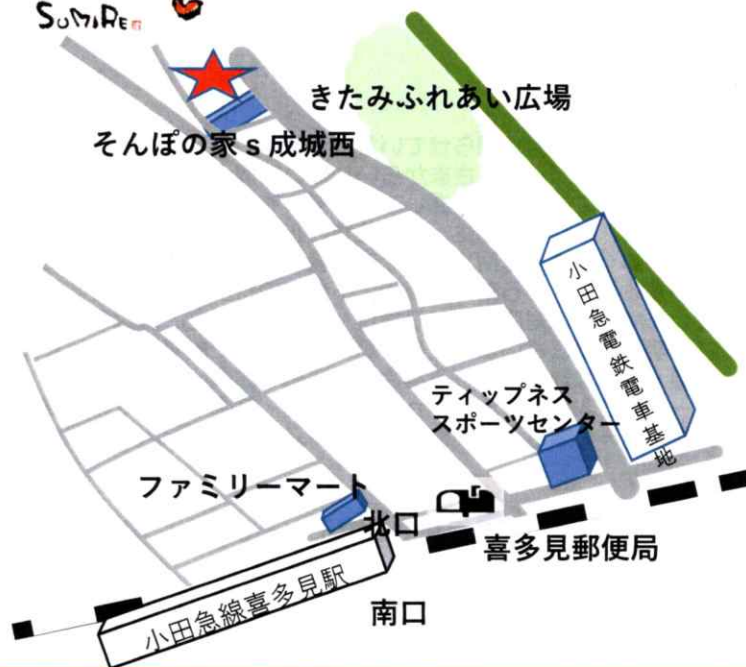 SUMIRE
きたみふれあい広場
そんぽの家ｓ成城西
小田急電鉄電車基地
ティップネス
スポーツセンター
ファミリーマート
北口
喜多見郵便局
小田急線喜多見駅
南口